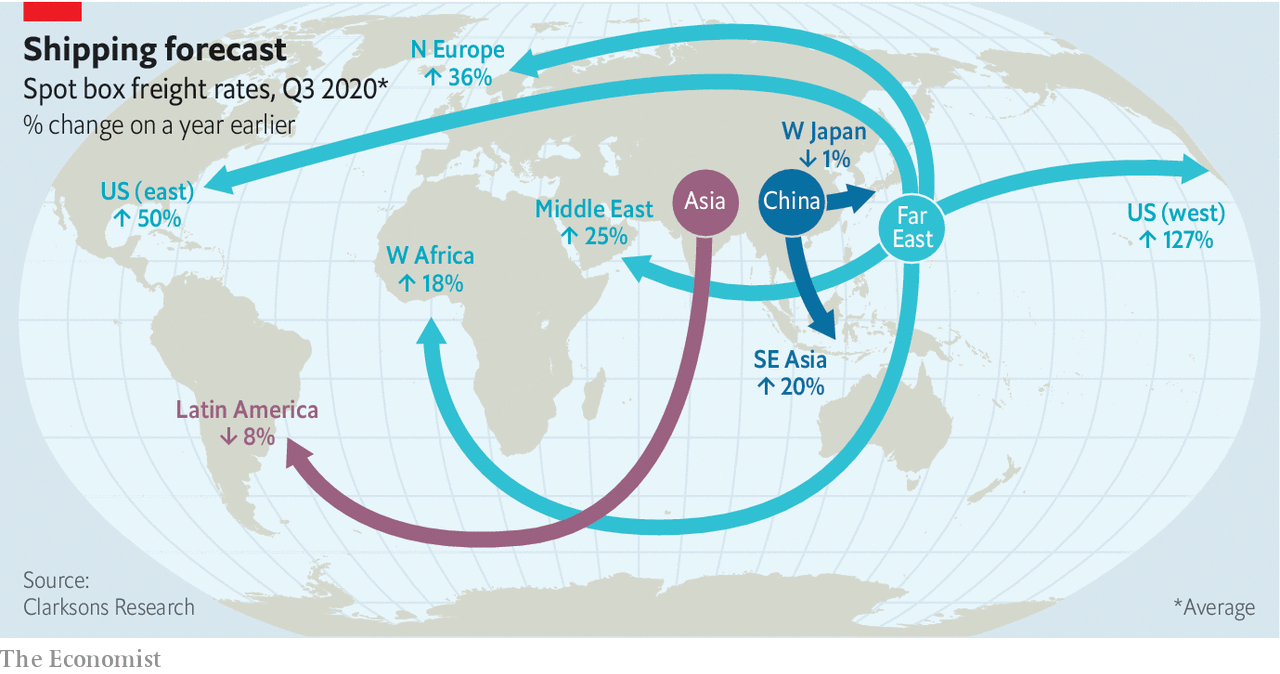 Shipping forecast
Spot box freight rates, Q3 2020*
% change on a year earlier
N Europe
↑ 36%
W Japan
↓ 1%
US (east)
↑ 50%
Middle East
↑ 25%
Asia
China
Far
East
US (west)
↑ 127%
W Africa
↑ 18%
SE Asia
↑ 20%
Latin America
↓ 8%
Source:
Clarksons Research
*Average
The Economist